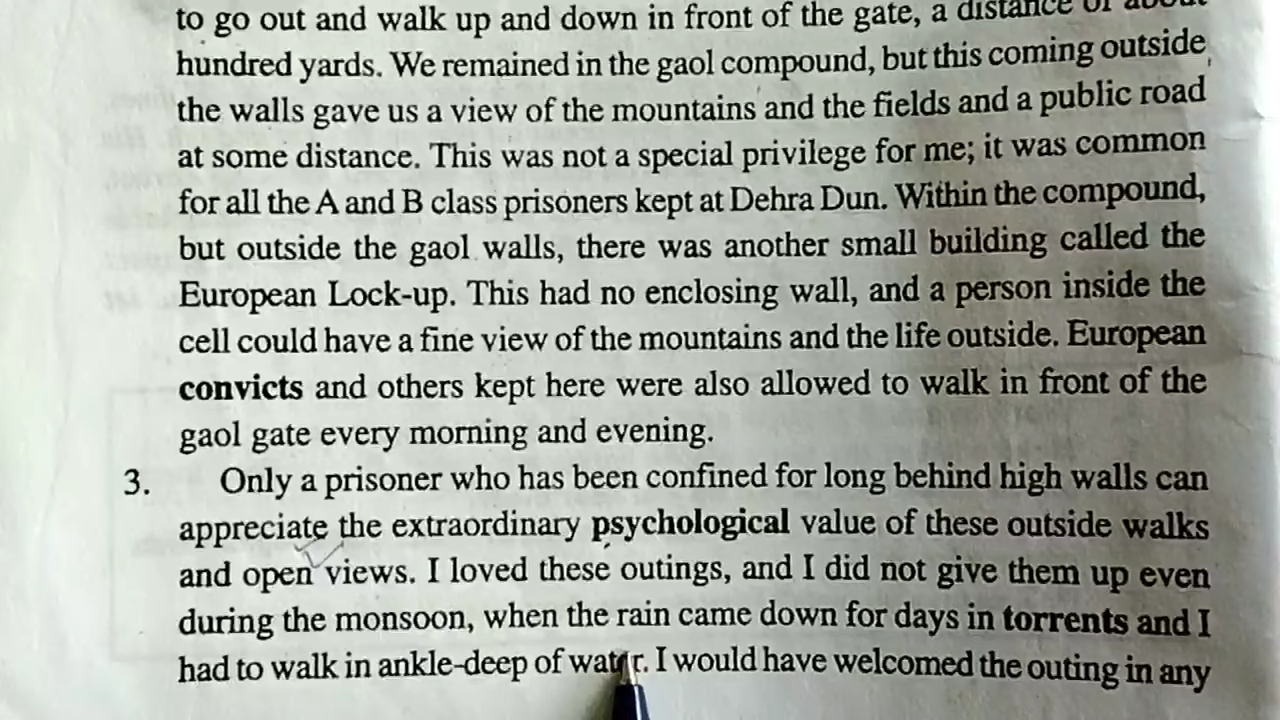 to go out and walk up and down in front of the gate, a distance of about
hundred yards. We remained in the gaol compound, but this coming outside
the walls gave us a view of the mountains and the fields and a public road
at some distance. This was not a special privilege for me; it was common
for all the A and B class prisoners kept at Dehra Dun. Within the compound,
but outside the gaol walls, there was another small building called the
European Lock-up. This had no enclosing wall, and a person inside the
cell could have a fine view of the mountains and the life outside. European
convicts and others kept here were also allowed to walk in front of the
gaol gate every morning and evening.
3. Only a prisoner who has been confined for long behind high walls can
appreciate the extraordinary psychological value of these outside walks
and open views. I loved these outings, and I did not give them up even
during the monsoon, when the rain came down for days in torrents and I
had to walk in ankle-deep of water. I would have welcomed the outing in any